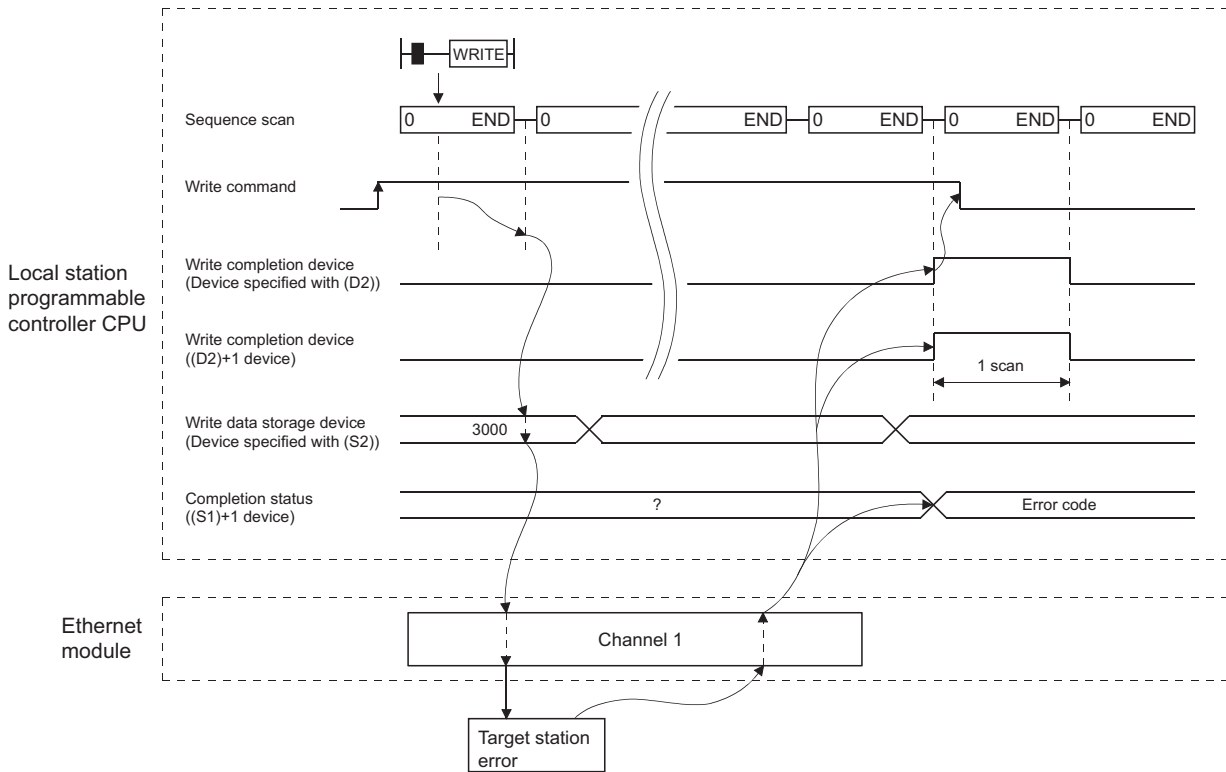 WRITE
Sequence scan
0 END 0 END 0 END 0 END 0 END
Write command
Local station
programmable
controller CPU
Write completion device
(Device specified with (D2))
Write completion device
((D2)+1 device)
1 scan
Write data storage device
(Device specified with (S2))
3000
Completion status
((S1)+1 device)
?
Error code
Ethernet
module
Channel 1
Target station
error